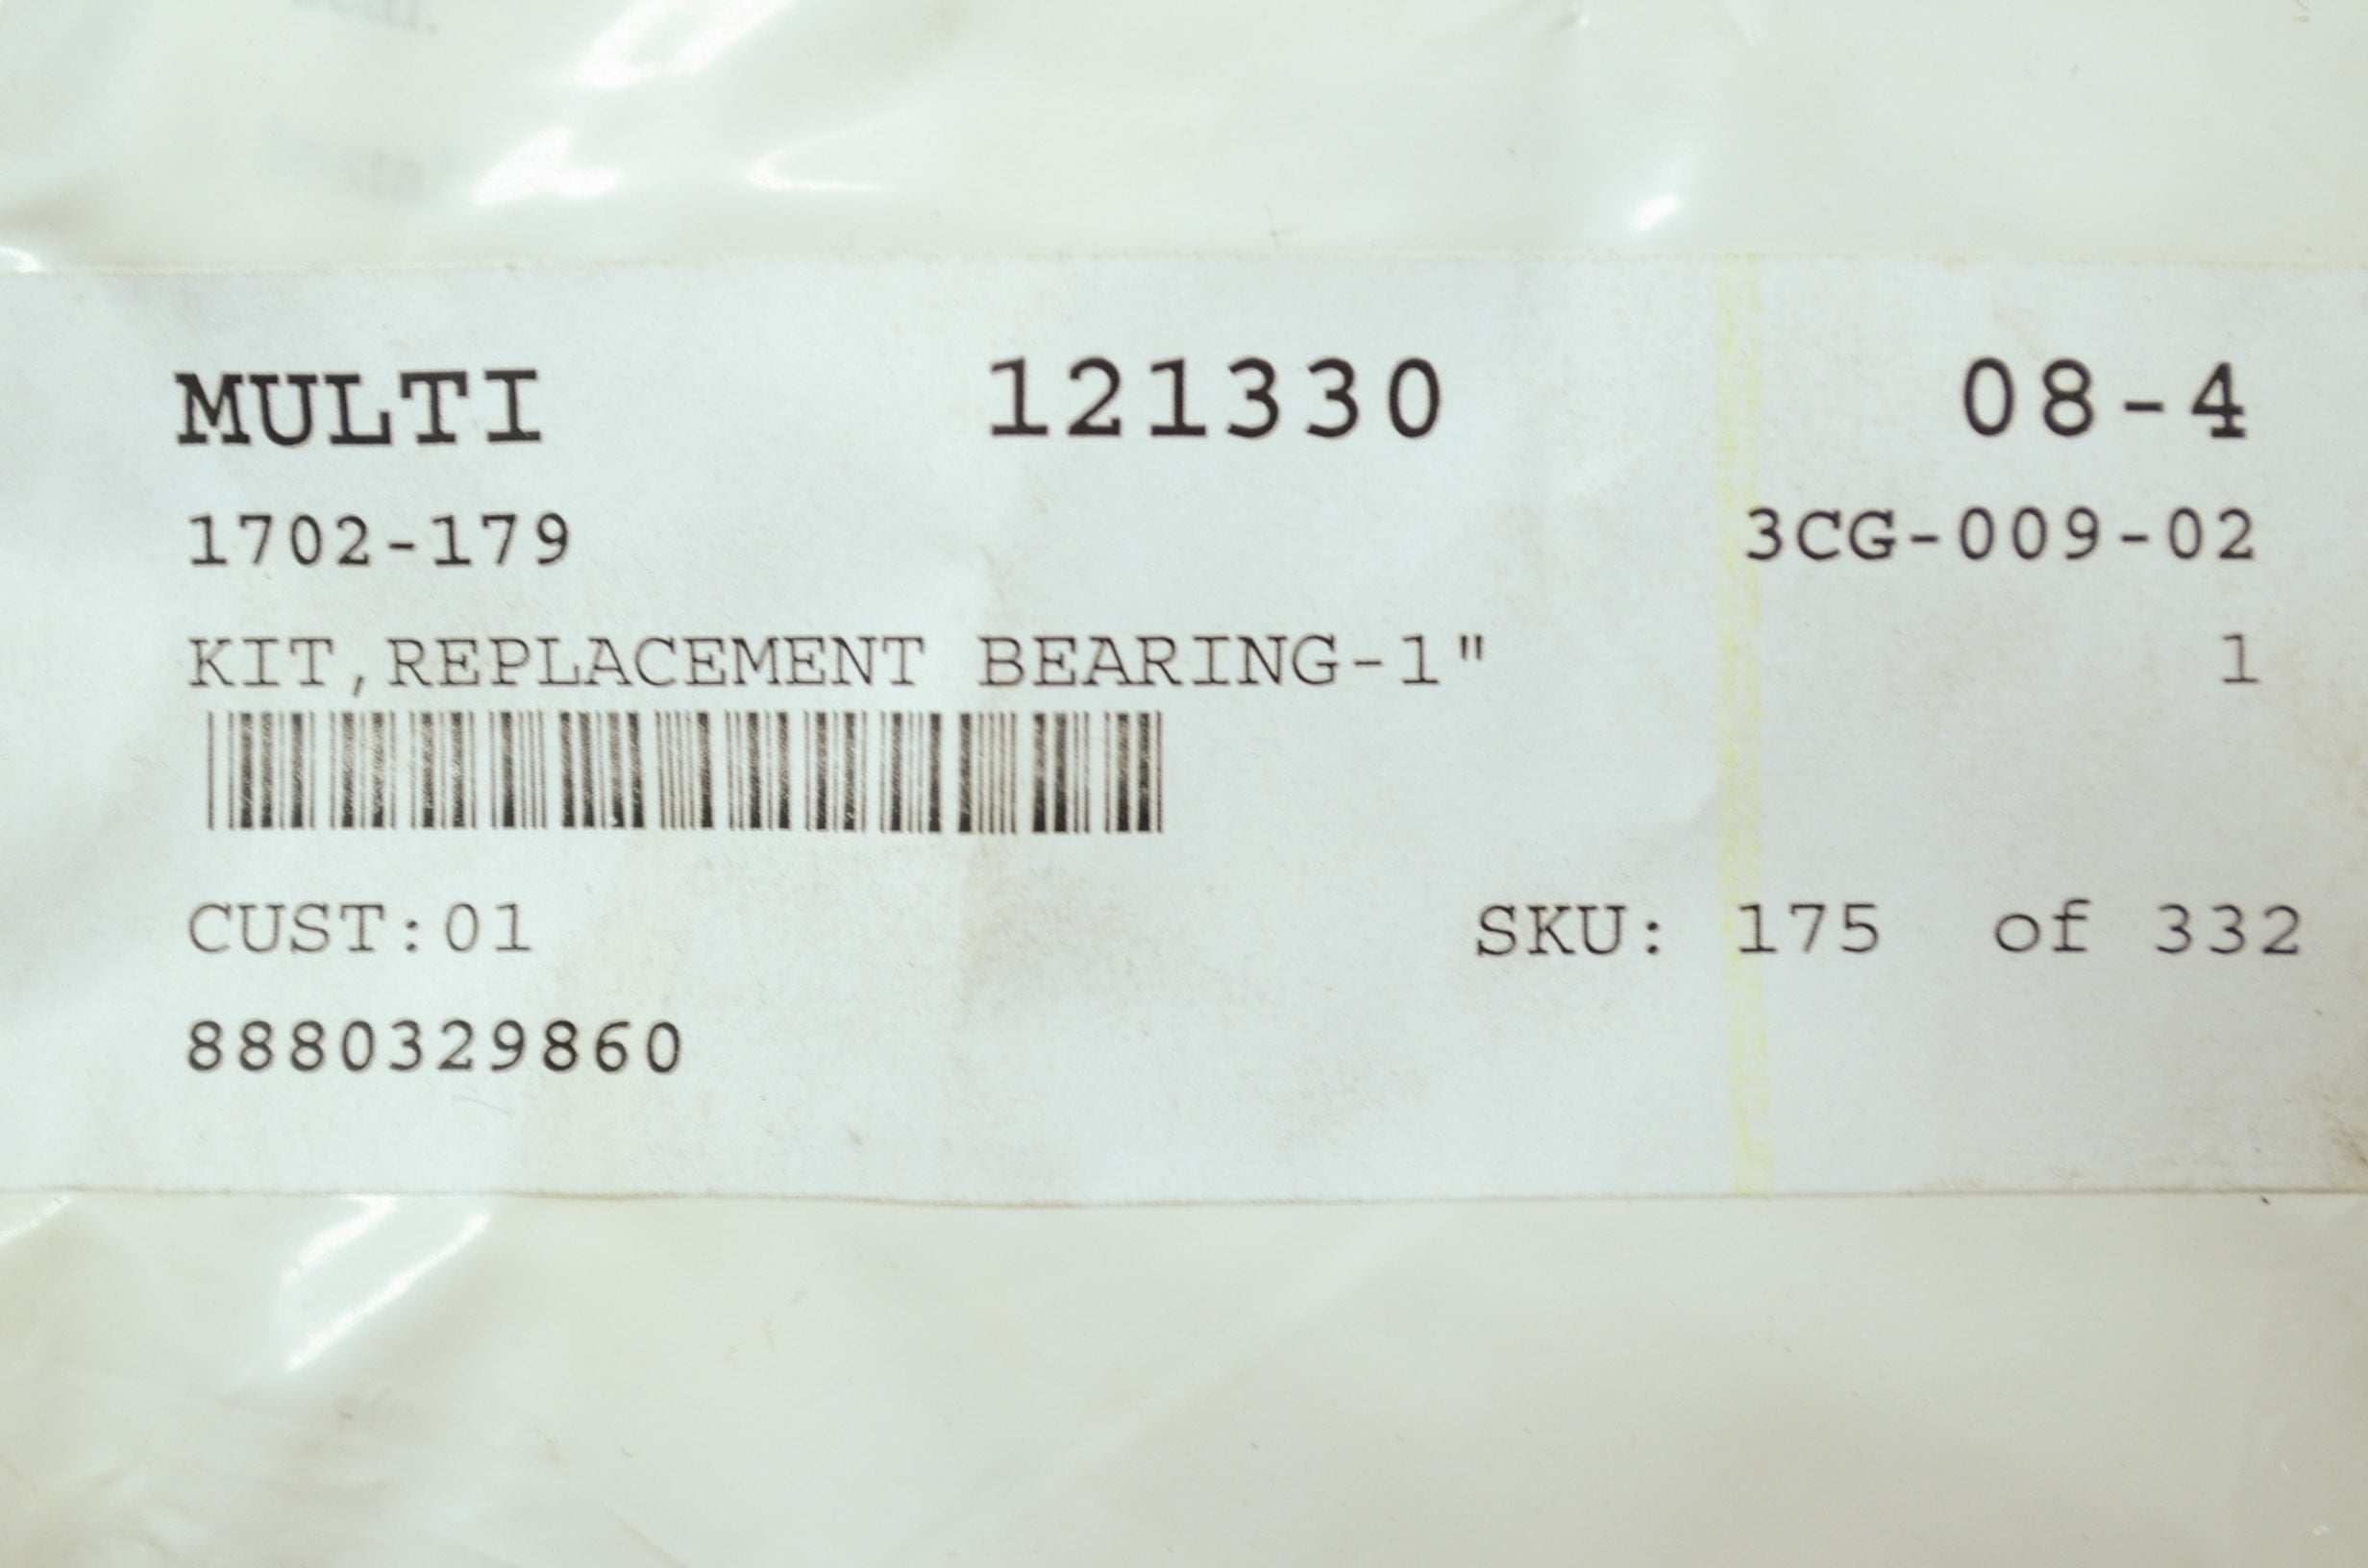 MULTI 121330 08-4
1702-179 3CG-009-02
KIT,REPLACEMENT BEARING-1" 1
CUST:01 SKU: 175 of 332
8880329860